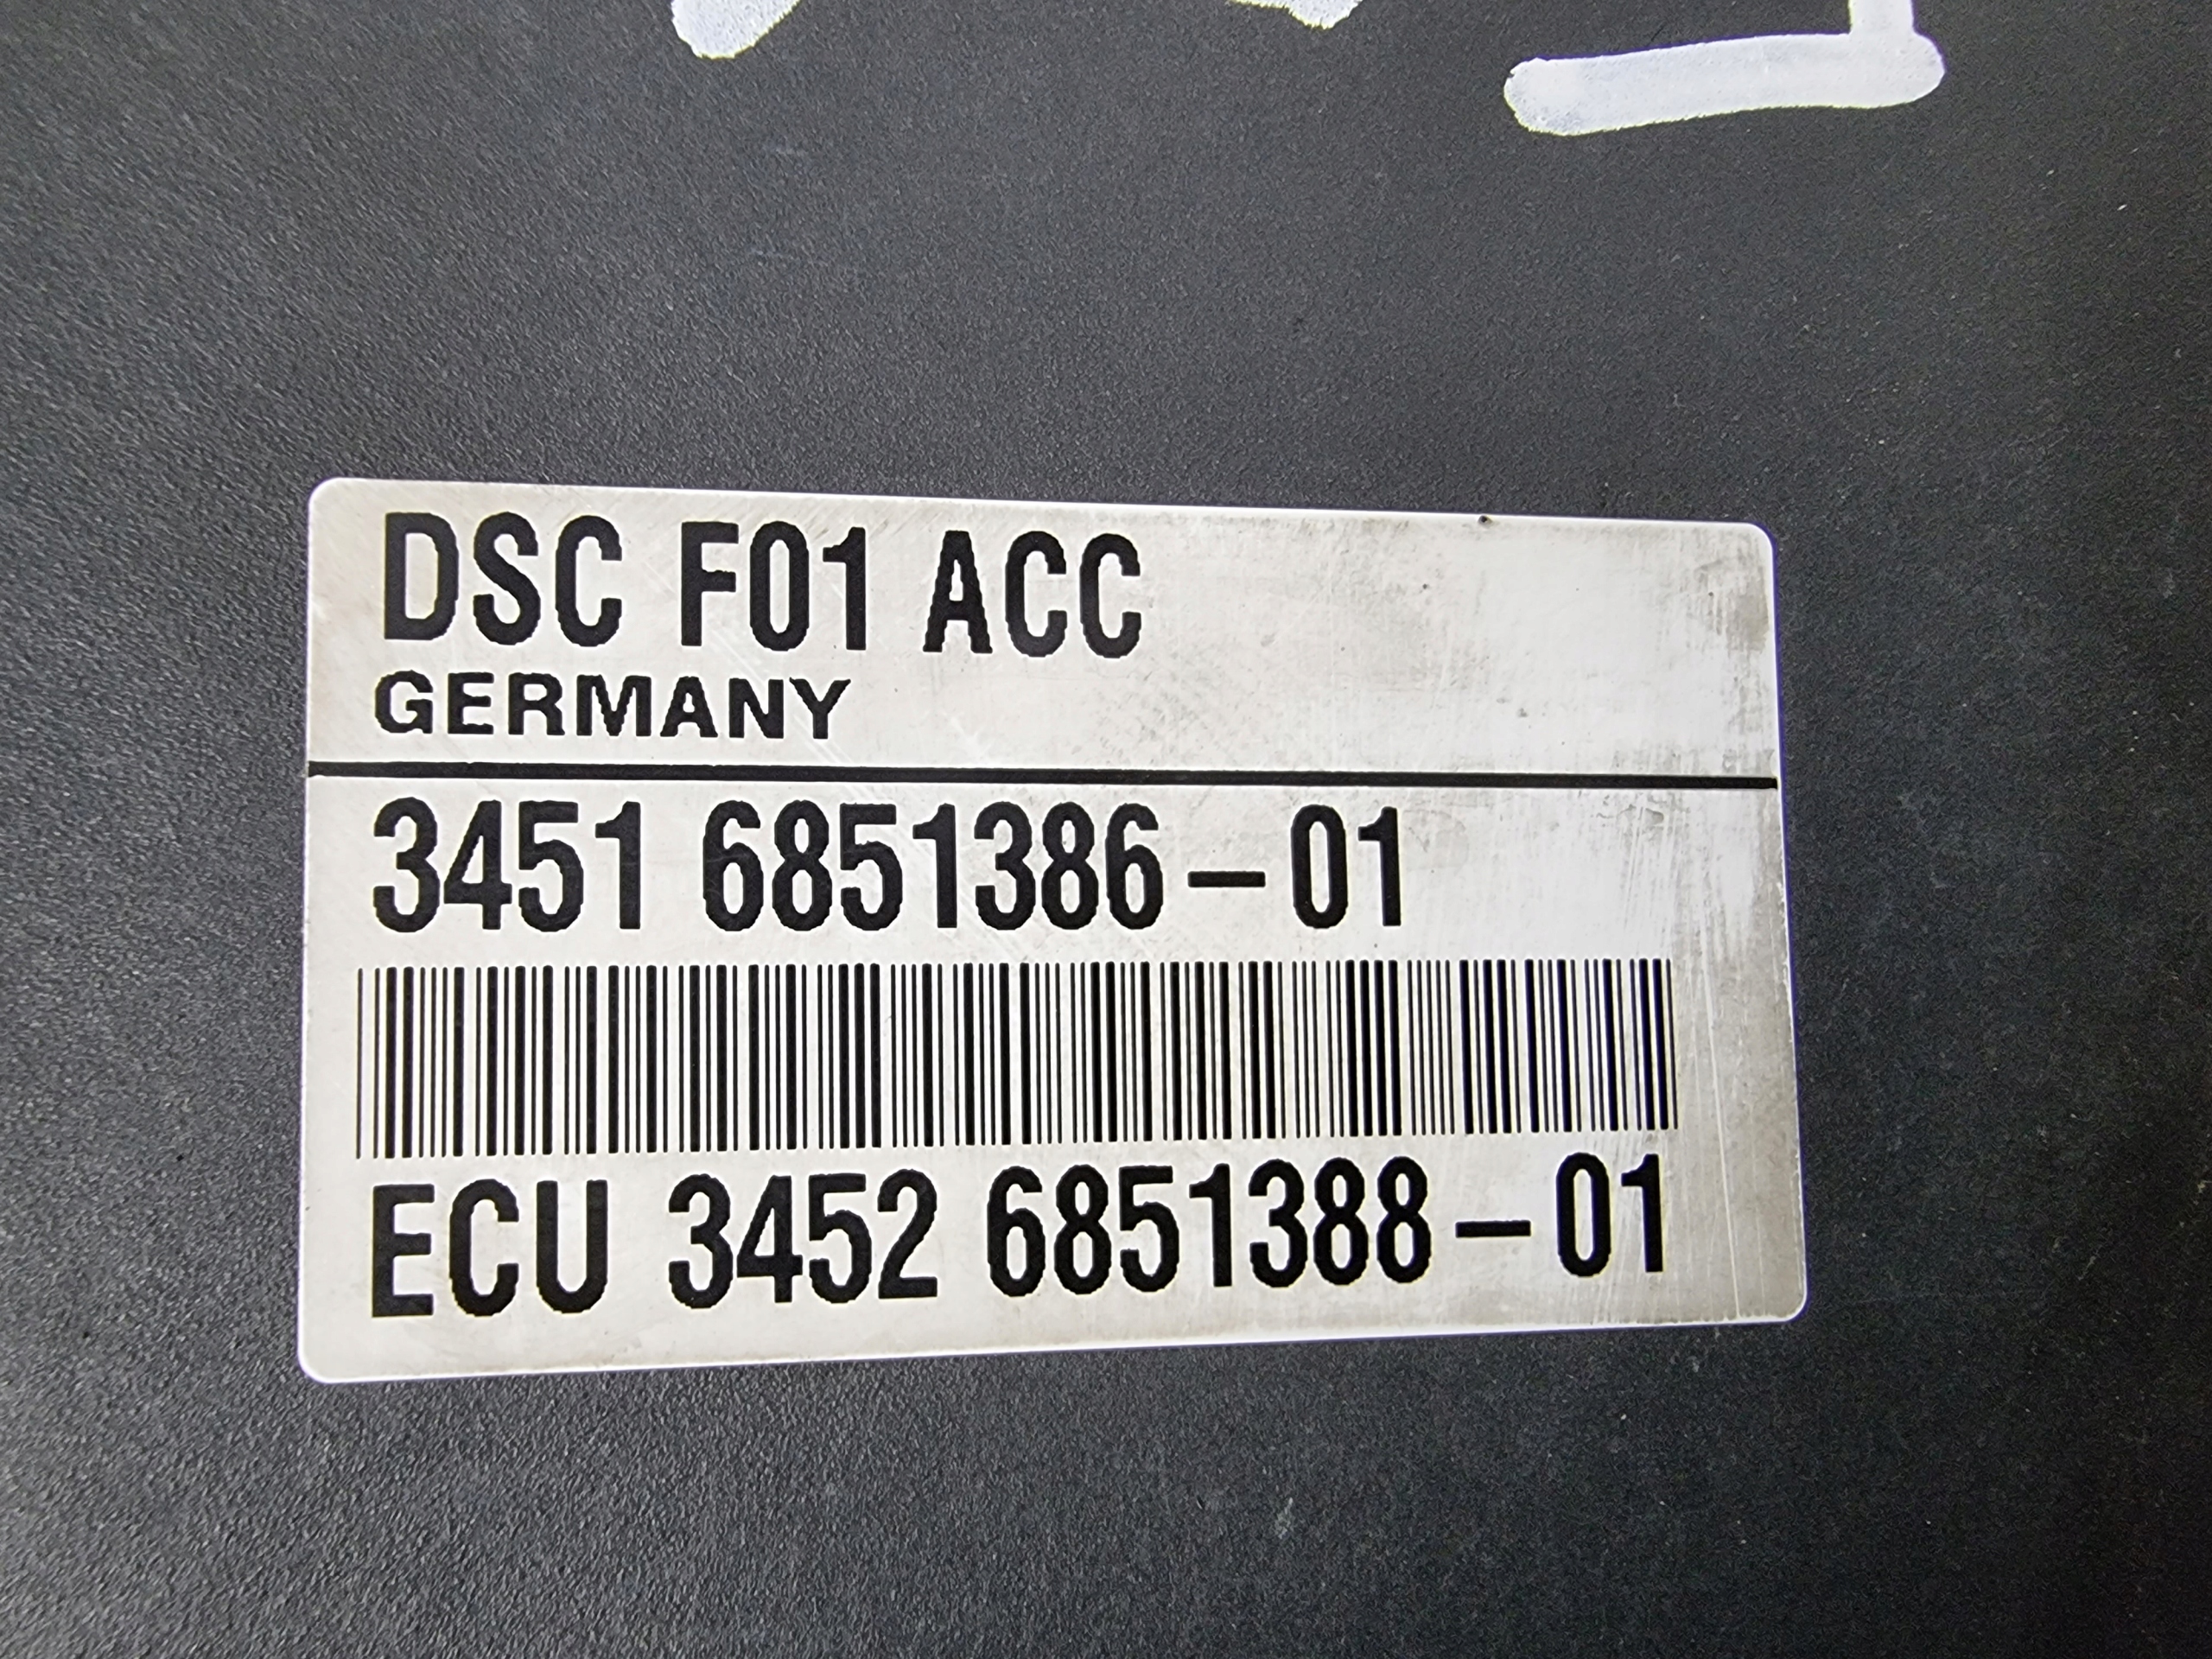 DSC F01 ACC
GERMANY
3451 6851386-01
ECU 3452 6851388-01